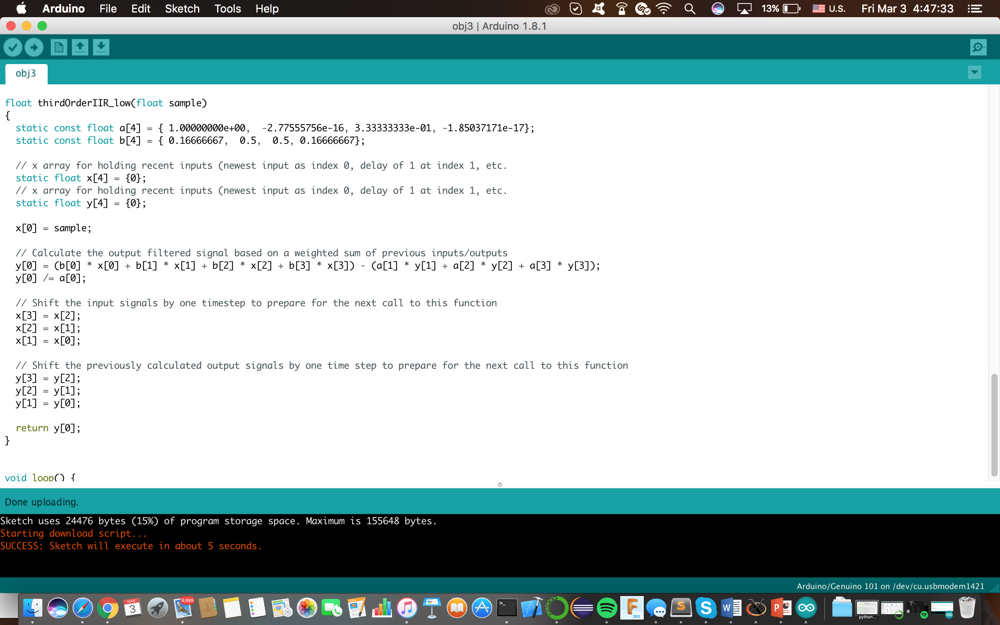 Arduino File Edit Sketch Tools Help 13% U.S. Fri Mar 3 4:47:33
obj3 | Arduino 1.8.1
obj3
float thirdOrderIIR_low(float sample)
{
static const float a[4] = { 1.00000000e+00,  -2.77555756e-16, 3.33333333e-01, -1.85037171e-17};
static const float b[4] = { 0.16666667,  0.5,  0.5, 0.16666667};
// x array for holding recent inputs (newest input as index 0, delay of 1 at index 1, etc.
static float x[4] = {0};
// x array for holding recent inputs (newest input as index 0, delay of 1 at index 1, etc.
static float y[4] = {0};
x[0] = sample;
// Calculate the output filtered signal based on a weighted sum of previous inputs/outputs
y[0] = (b[0] * x[0] + b[1] * x[1] + b[2] * x[2] + b[3] * x[3]) - (a[1] * y[1] + a[2] * y[2] + a[3] * y[3]);
y[0] /= a[0];
// Shift the input signals by one timestep to prepare for the next call to this function
x[3] = x[2];
x[2] = x[1];
x[1] = x[0];
// Shift the previously calculated output signals by one time step to prepare for the next call to this function
y[3] = y[2];
y[2] = y[1];
y[1] = y[0];
return y[0];
}
void loop() {
Done uploading.
Sketch uses 24476 bytes (15%) of program storage space. Maximum is 155648 bytes.
Starting download script...
SUCCESS: Sketch will execute in about 5 seconds.
Arduino/Genuino 101 on /dev/cu.usbmodem1421
MAR
3
9,699
PAGES
>_
F
360
S
S
W
P
python ...